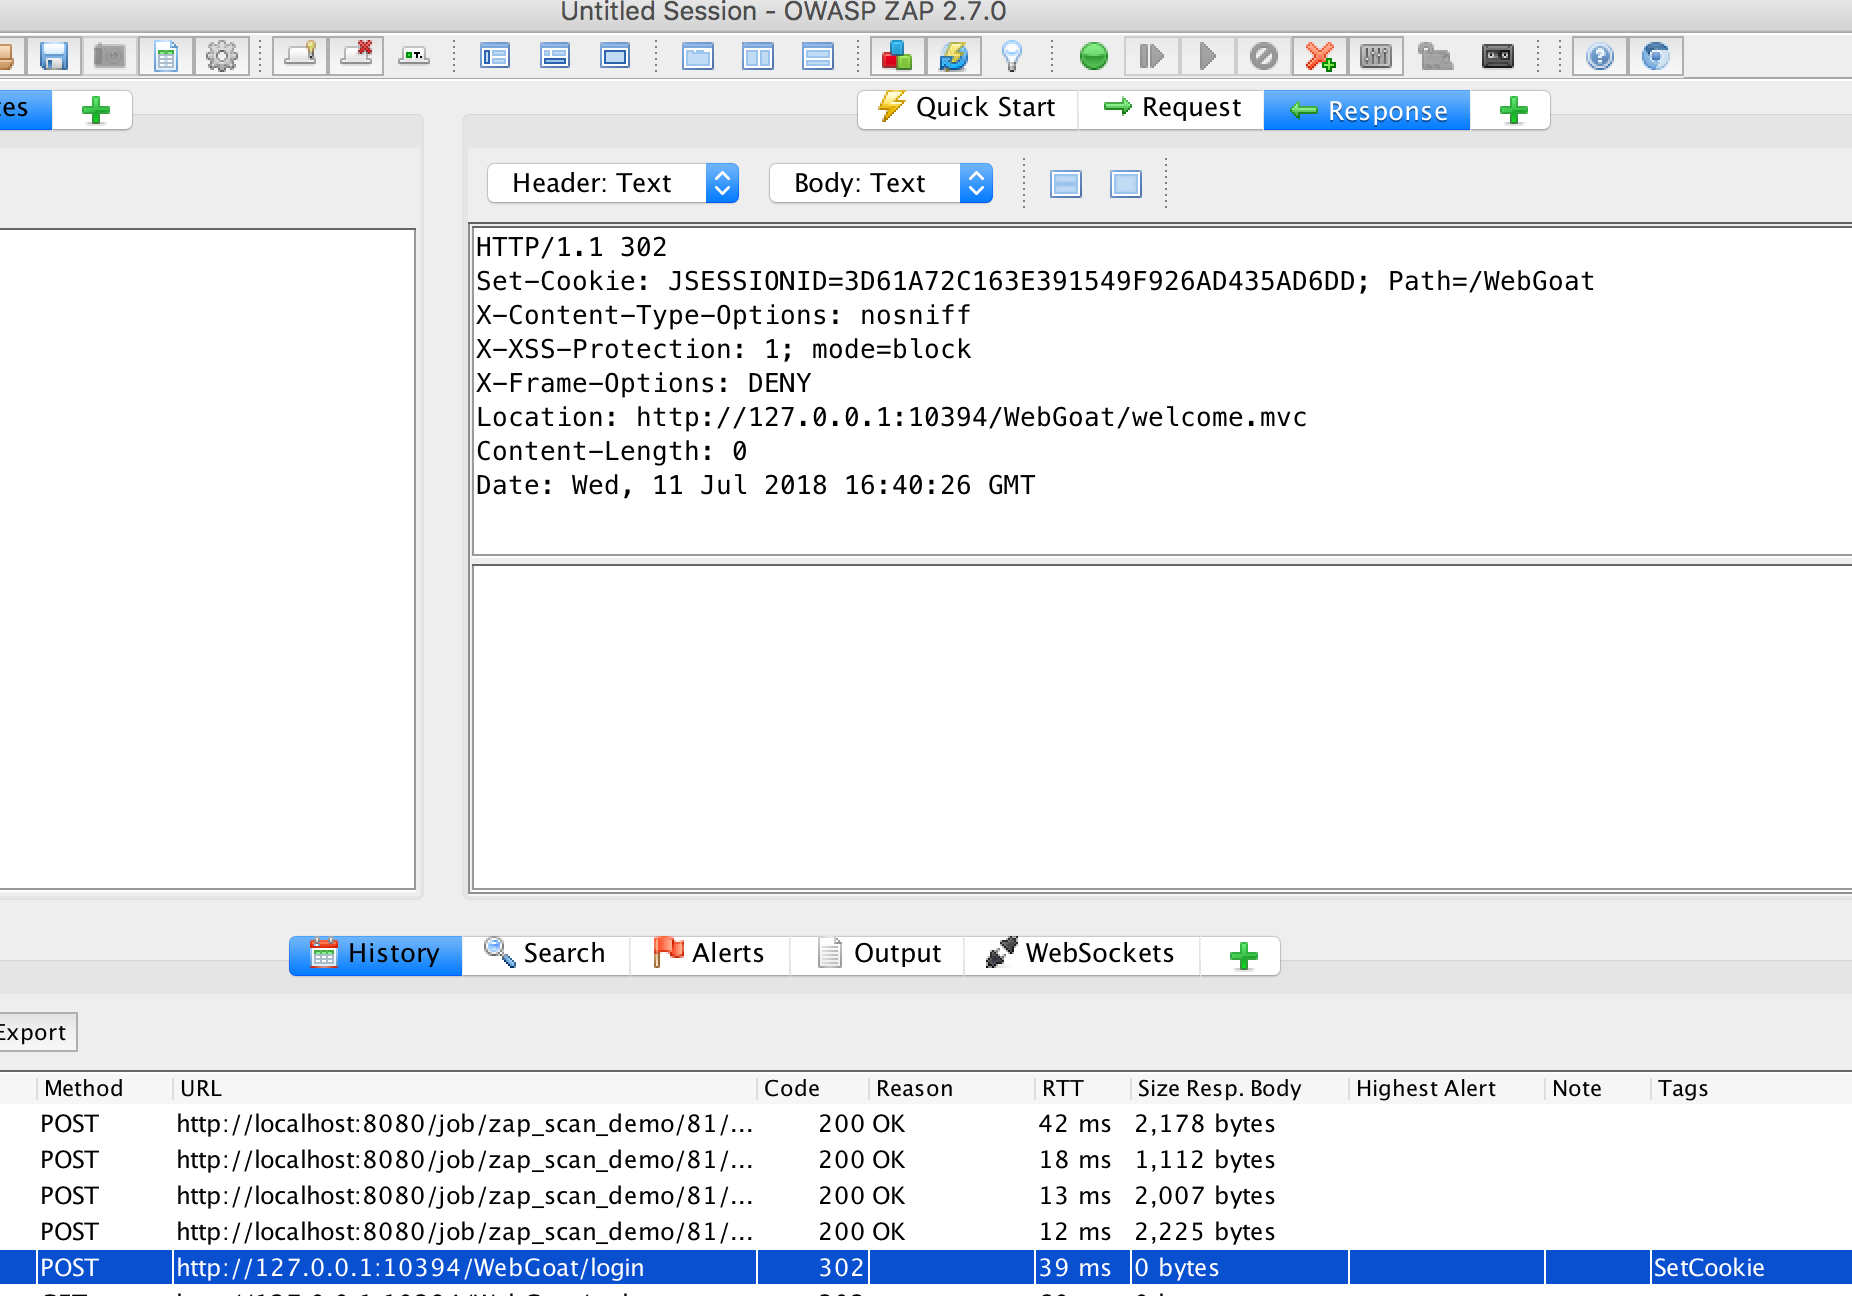 Untitled Session - OWASP ZAP 2.7.0
es
Quick Start Request Response
Header: Text Body: Text
HTTP/1.1 302
Set-Cookie: JSESSIONID=3D61A72C163E391549F926AD435AD6DD; Path=/WebGoat
X-Content-Type-Options: nosniff
X-XSS-Protection: 1; mode=block
X-Frame-Options: DENY
Location: http://127.0.0.1:10394/WebGoat/welcome.mvc
Content-Length: 0
Date: Wed, 11 Jul 2018 16:40:26 GMT
History Search Alerts Output WebSockets
Export
Method URL Code Reason RTT Size Resp. Body Highest Alert Note Tags
POST http://localhost:8080/job/zap_scan_demo/81/... 200 OK 42 ms 2,178 bytes
POST http://localhost:8080/job/zap_scan_demo/81/... 200 OK 18 ms 1,112 bytes
POST http://localhost:8080/job/zap_scan_demo/81/... 200 OK 13 ms 2,007 bytes
POST http://localhost:8080/job/zap_scan_demo/81/... 200 OK 12 ms 2,225 bytes
POST http://127.0.0.1:10394/WebGoat/login 302 39 ms 0 bytes SetCookie